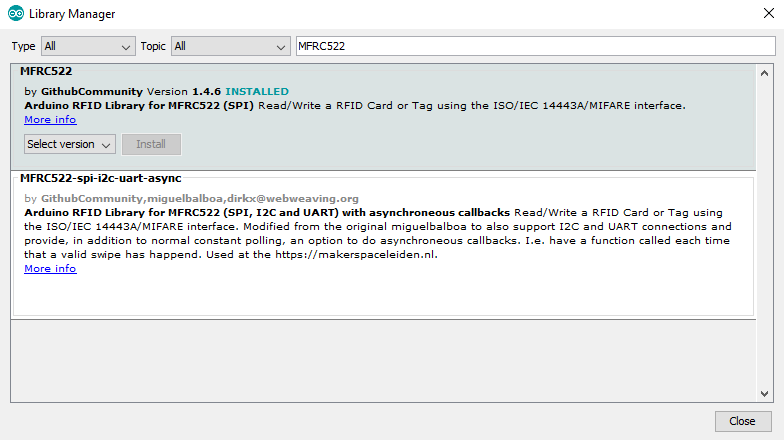 Library Manager
Type All Topic All MFRC522
MFRC522
by GithubCommunity Version 1.4.6 INSTALLED
Arduino RFID Library for MFRC522 (SPI) Read/Write a RFID Card or Tag using the ISO/IEC 14443A/MIFARE interface.
More info
Select version Install
MFRC522-spi-i2c-uart-async
by GithubCommunity,miguelbalboa,dirkx@webweaving.org
Arduino RFID Library for MFRC522 (SPI, I2C and UART) with asynchroneous callbacks Read/Write a RFID Card or Tag using
the ISO/IEC 14443A/MIFARE interface. Modified from the original miguelbalboa to also support I2C and UART connections and
provide, in addition to normal constant polling, an option to do asynchroneous callbacks. I.e. have a function called each time
that a valid swipe has happend. Used at the https://makerspaceleiden.nl.
More info
Close